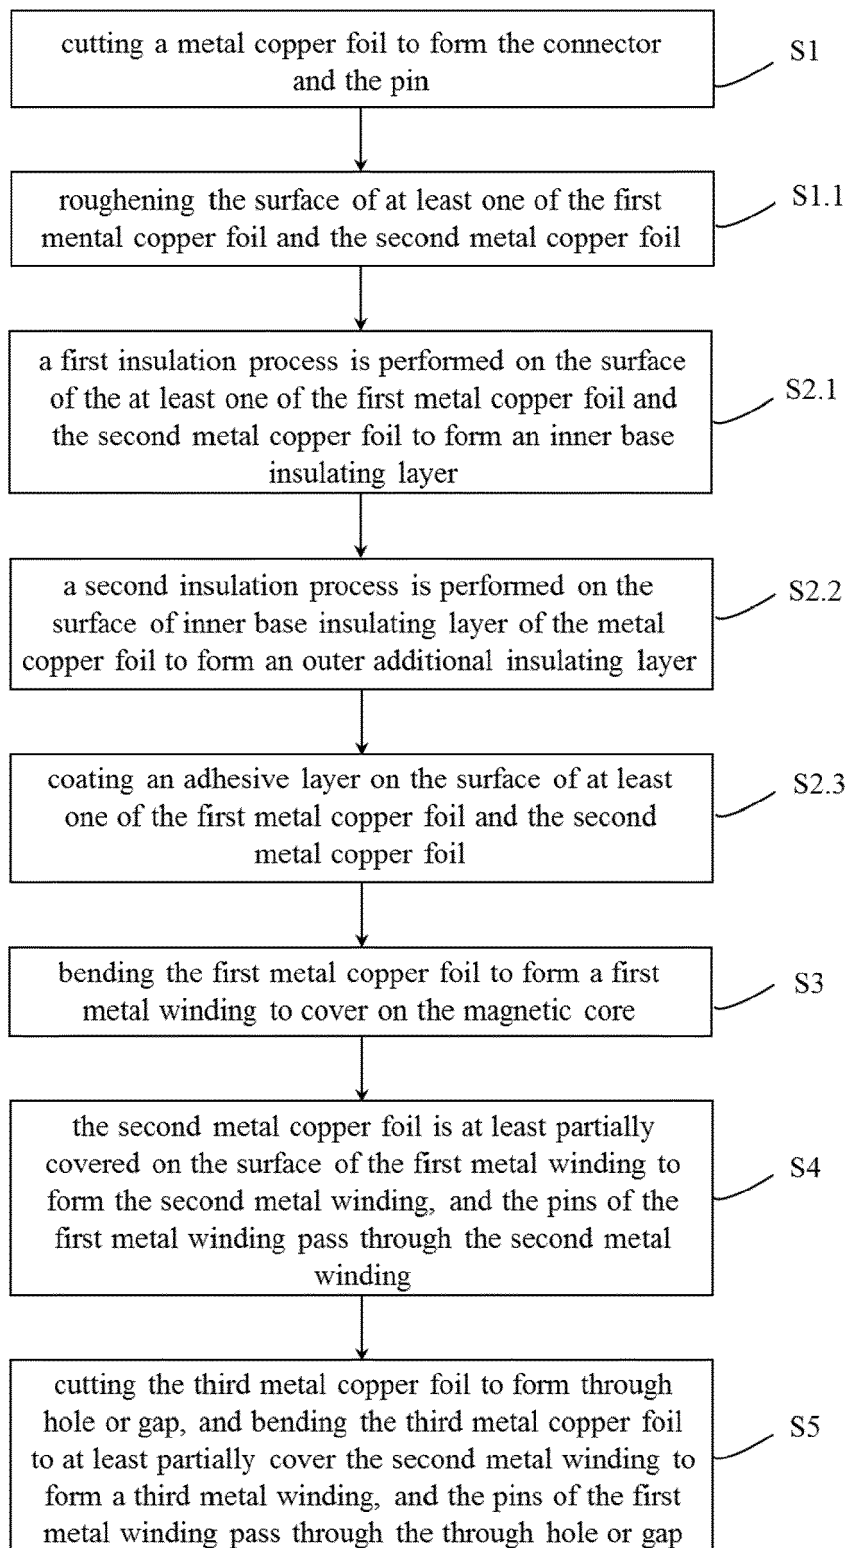 cutting a metal copper foil to form the connector
and the pin
S1
roughening the surface of at least one of the first
mental copper foil and the second metal copper foil
S1.1
a first insulation process is performed on the surface
of the at least one of the first metal copper foil and
the second metal copper foil to form an inner base
insulating layer
S2.1
a second insulation process is performed on the
surface of inner base insulating layer of the metal
copper foil to form an outer additional insulating layer
S2.2
coating an adhesive layer on the surface of at least
one of the first metal copper foil and the second
metal copper foil
S2.3
bending the first metal copper foil to form a first
metal winding to cover on the magnetic core
S3
the second metal copper foil is at least partially
covered on the surface of the first metal winding to
form the second metal winding, and the pins of the
first metal winding pass through the second metal
winding
S4
cutting the third metal copper foil to form through
hole or gap, and bending the third metal copper foil
to at least partially cover the second metal winding to
form a third metal winding, and the pins of the first
metal winding pass through the through hole or gap
S5